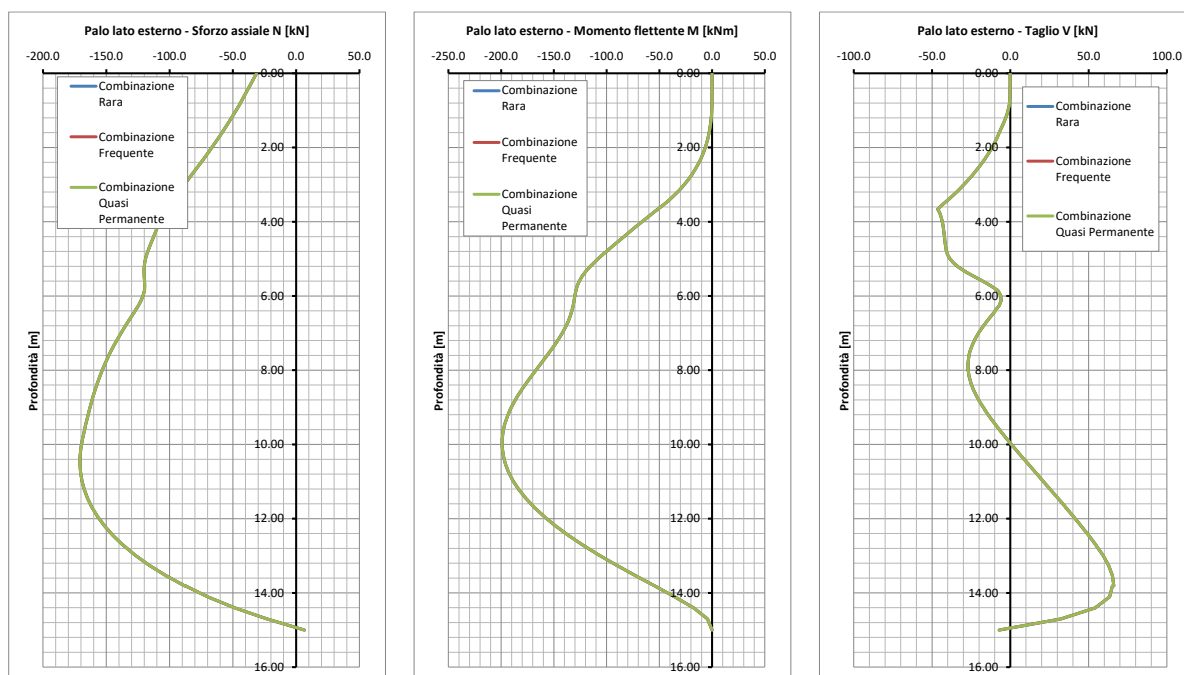 Palo lato esterno - Sforzo assiale N [kN]
-200.0 -150.0 -100.0 -50.0 0.0 50.0
0.00
2.00
4.00
6.00
8.00
10.00
12.00
14.00
16.00
Profondità [m]
Combinazione
Rara
Combinazione
Frequente
Combinazione
Quasi
Permanente
Palo lato esterno - Momento flettente M [kNm]
-250.0 -200.0 -150.0 -100.0 -50.0 0.0 50.0
0.00
2.00
4.00
6.00
8.00
10.00
12.00
14.00
16.00
Profondità [m]
Combinazione
Rara
Combinazione
Frequente
Combinazione
Quasi
Permanente
Palo lato esterno - Taglio V [kN]
-100.0 -50.0 0.0 50.0 100.0
0.00
2.00
4.00
6.00
8.00
10.00
12.00
14.00
16.00
Profondità [m]
Combinazione
Rara
Combinazione
Frequente
Combinazione
Quasi Permanente